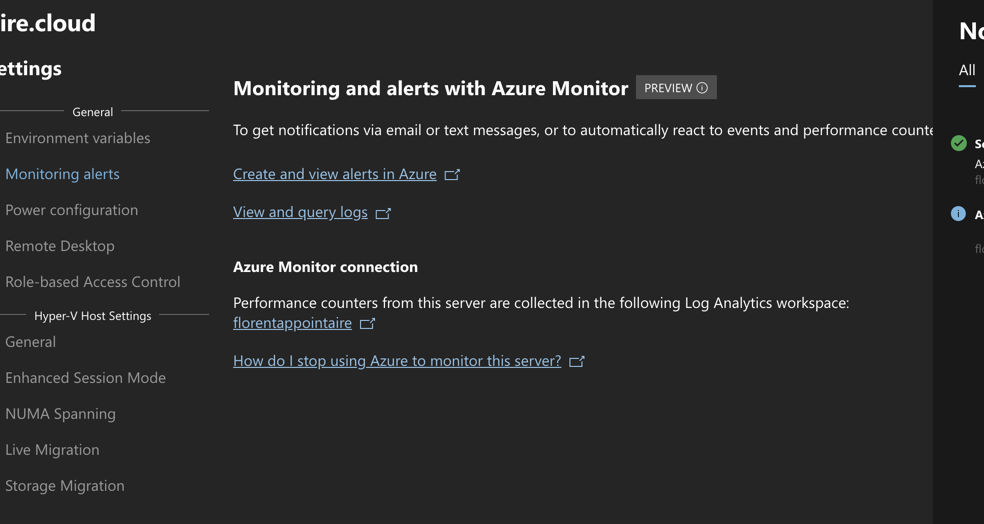 ire.cloud
ettings
General
Environment variables
Monitoring alerts
Power configuration
Remote Desktop
Role-based Access Control
Hyper-V Host Settings
General
Enhanced Session Mode
NUMA Spanning
Live Migration
Storage Migration
Monitoring and alerts with Azure Monitor PREVIEW
To get notifications via email or text messages, or to automatically react to events and performance counte
Create and view alerts in Azure
View and query logs
Azure Monitor connection
Performance counters from this server are collected in the following Log Analytics workspace:
florentappointaire
How do I stop using Azure to monitor this server?
No
All
Se
Az
flo
A
flo